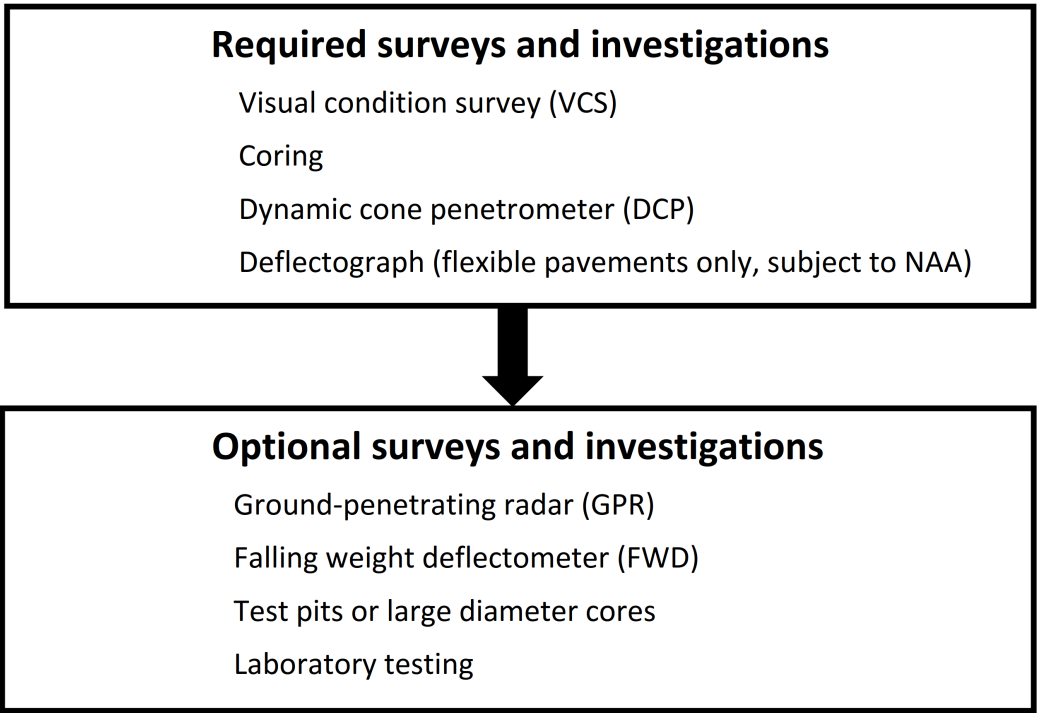 Required surveys and investigations
Visual condition survey (VCS)
Coring
Dynamic cone penetrometer (DCP)
Deflectograph (flexible pavements only, subject to NAA)
Optional surveys and investigations
Ground-penetrating radar (GPR)
Falling weight deflectometer (FWD)
Test pits or large diameter cores
Laboratory testing